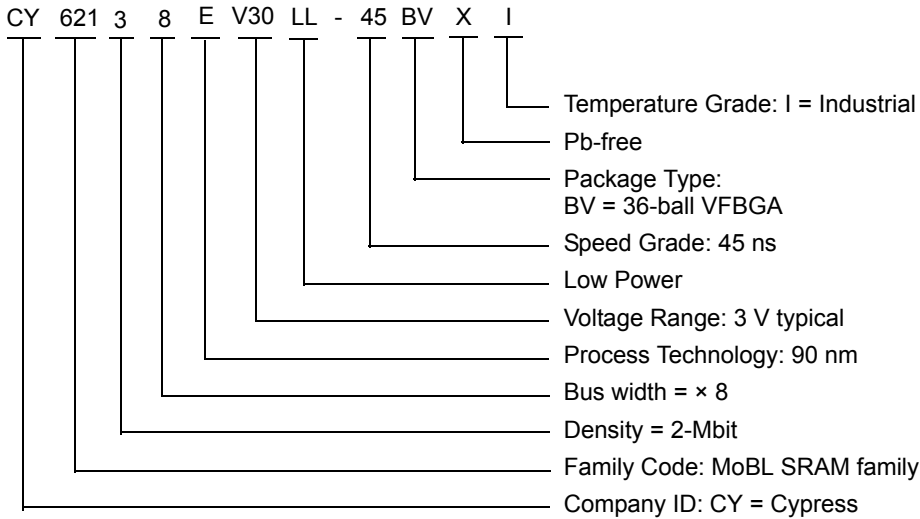 CY 621 3 8 E V30 LL - 45 BV X I
Temperature Grade: I = Industrial
Pb-free
Package Type:
BV = 36-ball VFBGA
Speed Grade: 45 ns
Low Power
Voltage Range: 3 V typical
Process Technology: 90 nm
Bus width = × 8
Density = 2-Mbit
Family Code: MoBL SRAM family
Company ID: CY = Cypress